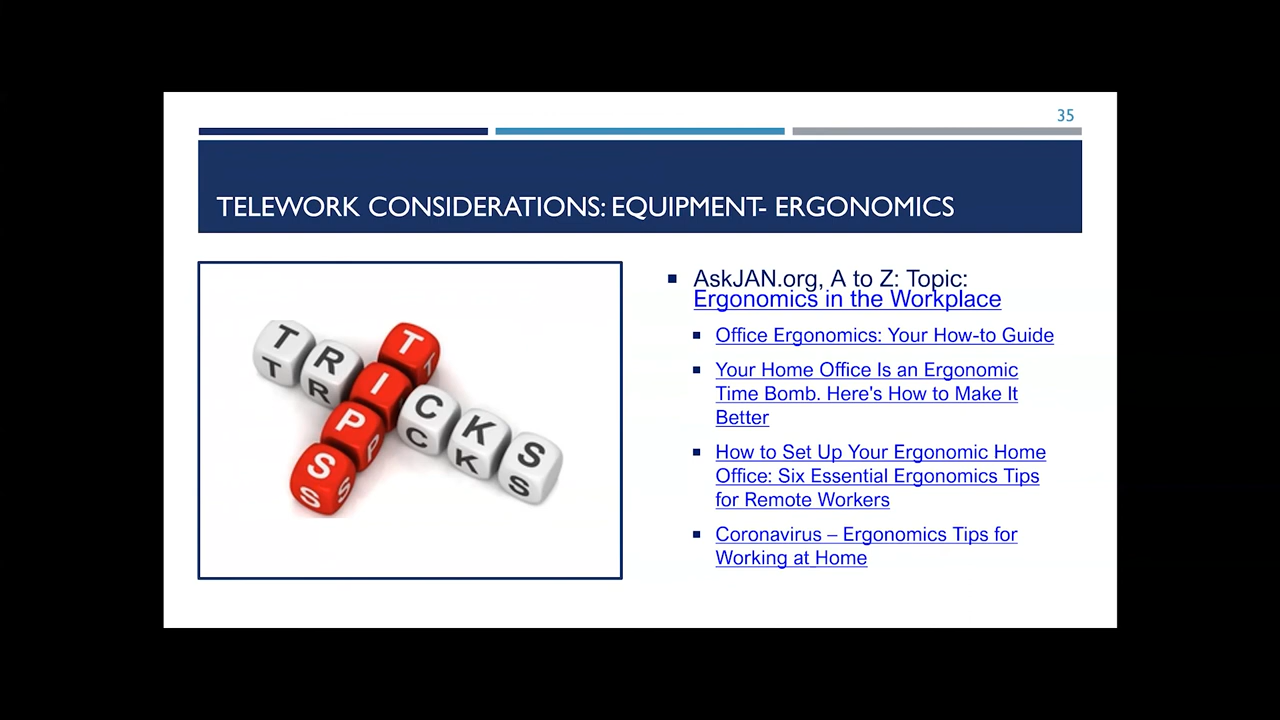 35
TELEWORK CONSIDERATIONS: EQUIPMENT- ERGONOMICS
TRICKS
TIPS
AskJAN.org, A to Z: Topic:
Ergonomics in the Workplace
Office Ergonomics: Your How-to Guide
Your Home Office Is an Ergonomic
Time Bomb. Here's How to Make It
Better
How to Set Up Your Ergonomic Home
Office: Six Essential Ergonomics Tips
for Remote Workers
Coronavirus – Ergonomics Tips for
Working at Home